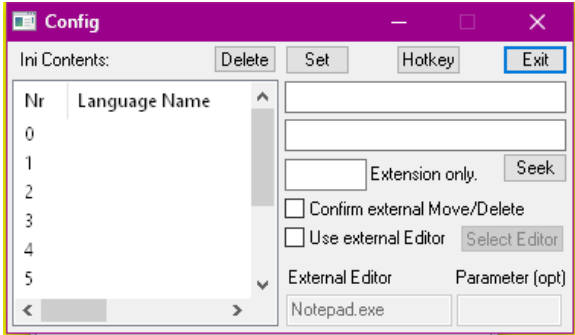 Config
Ini Contents: Delete Set Hotkey Exit
Nr Language Name
0
1
2
3
4
5
Extension only. Seek
Confirm external Move/Delete
Use external Editor Select Editor
External Editor Parameter (opt)
Notepad.exe